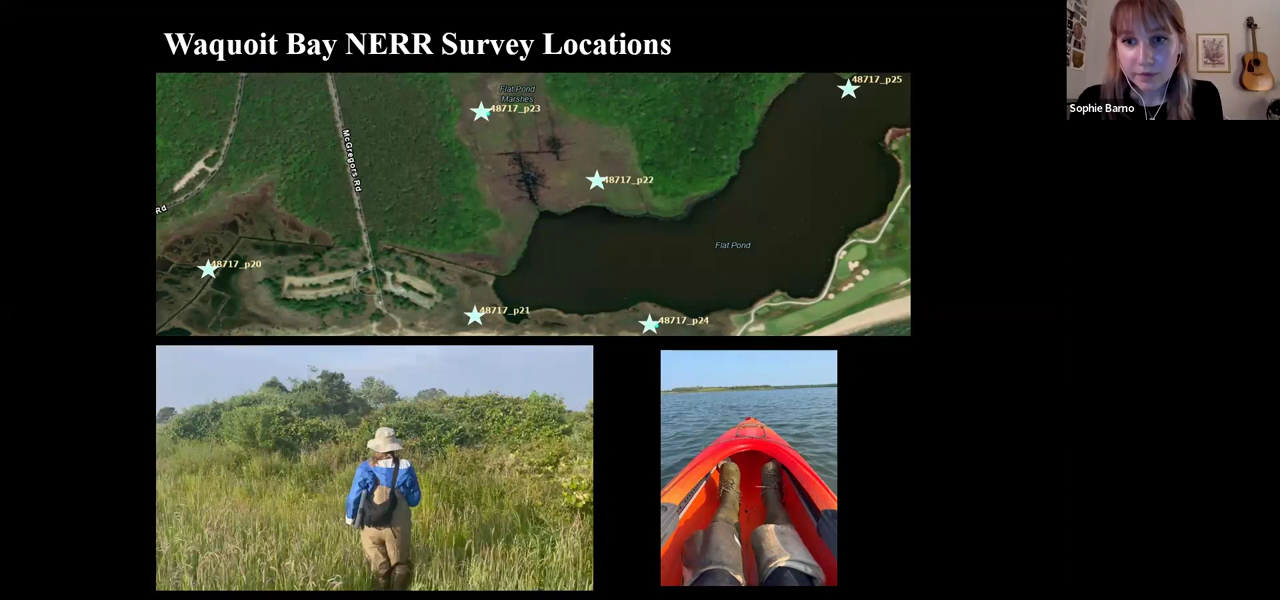 Waquoit Bay NERR Survey Locations
48717_p25
Flat Pond
Marshes
48717_p23
McGregors Rd
48717_p22
Rd
Flat Pond
48717_p20
48717_p21
48717_p24
Sophie Barno